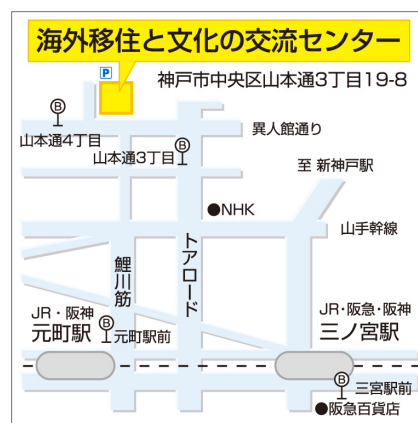 海外移住と文化の交流センター
P
神戸市中央区山本通3丁目19-8
B
山本通4丁目
異人館通り
B
山本通3丁目
至 新神戸駅
NHK
山手幹線
トアロード
鯉川筋
JR・阪神
元町駅
B
元町駅前
JR・阪急・阪神
三ノ宮駅
B
三宮駅前
阪急百貨店